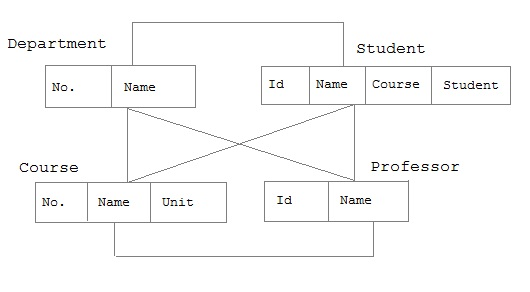 Department
Student
No. Name
Id Name Course Student
Course
Professor
No. Name Unit
Id Name